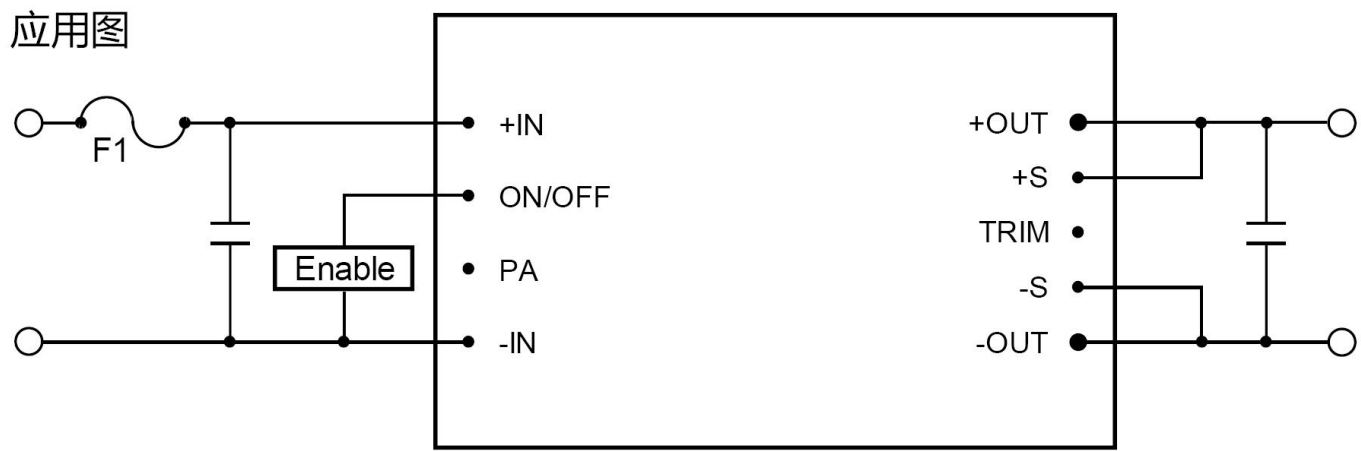 应用图
F1
+IN
ON/OFF
Enable
PA
-IN
+OUT
+S
TRIM
-S
-OUT